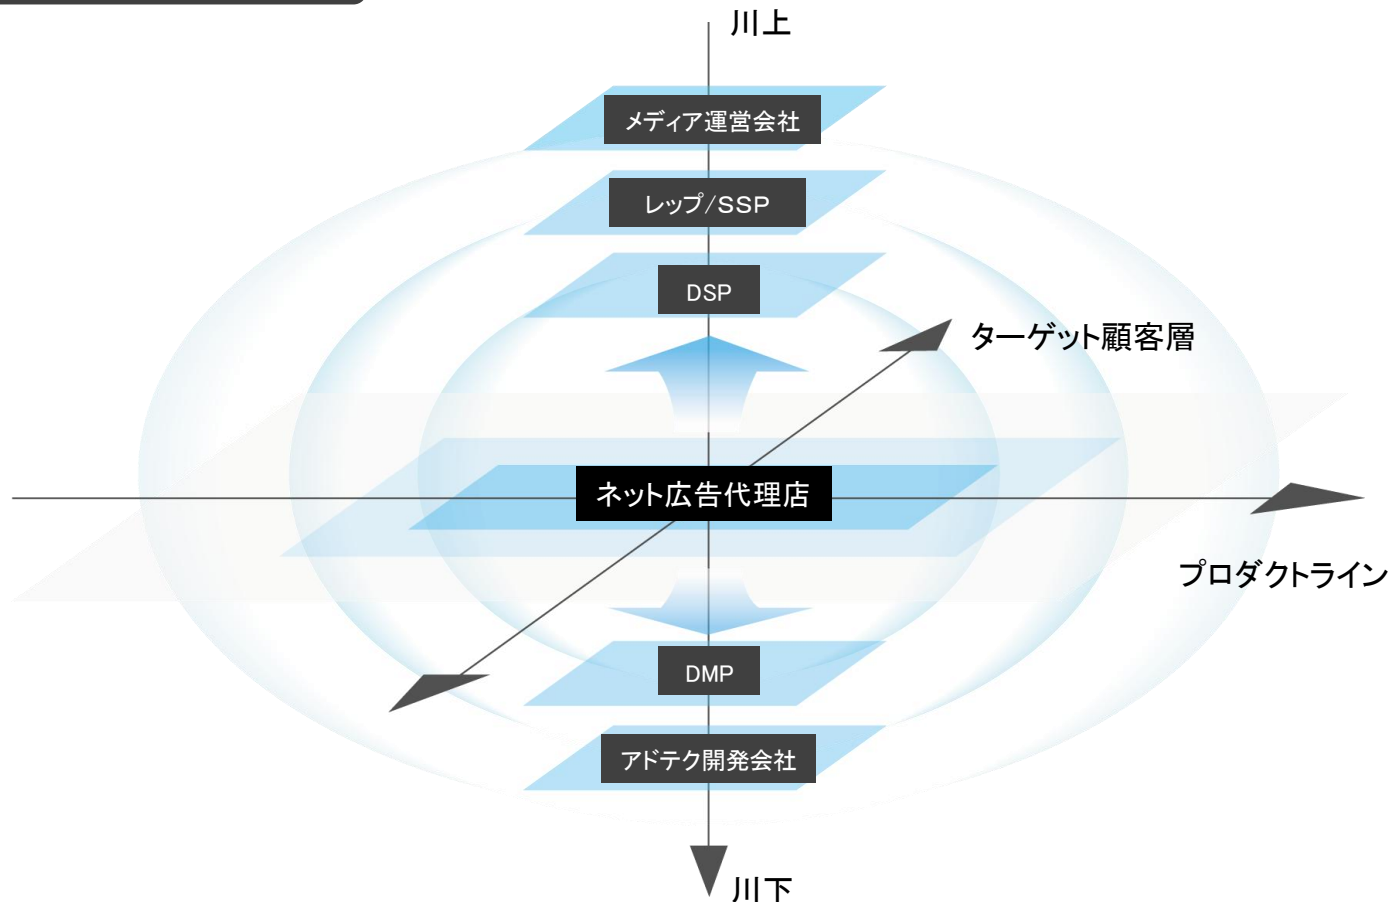 川上
メディア運営会社
レップ/SSP
DSP
ターゲット顧客層
ネット広告代理店
プロダクトライン
DMP
アドテク開発会社
川下